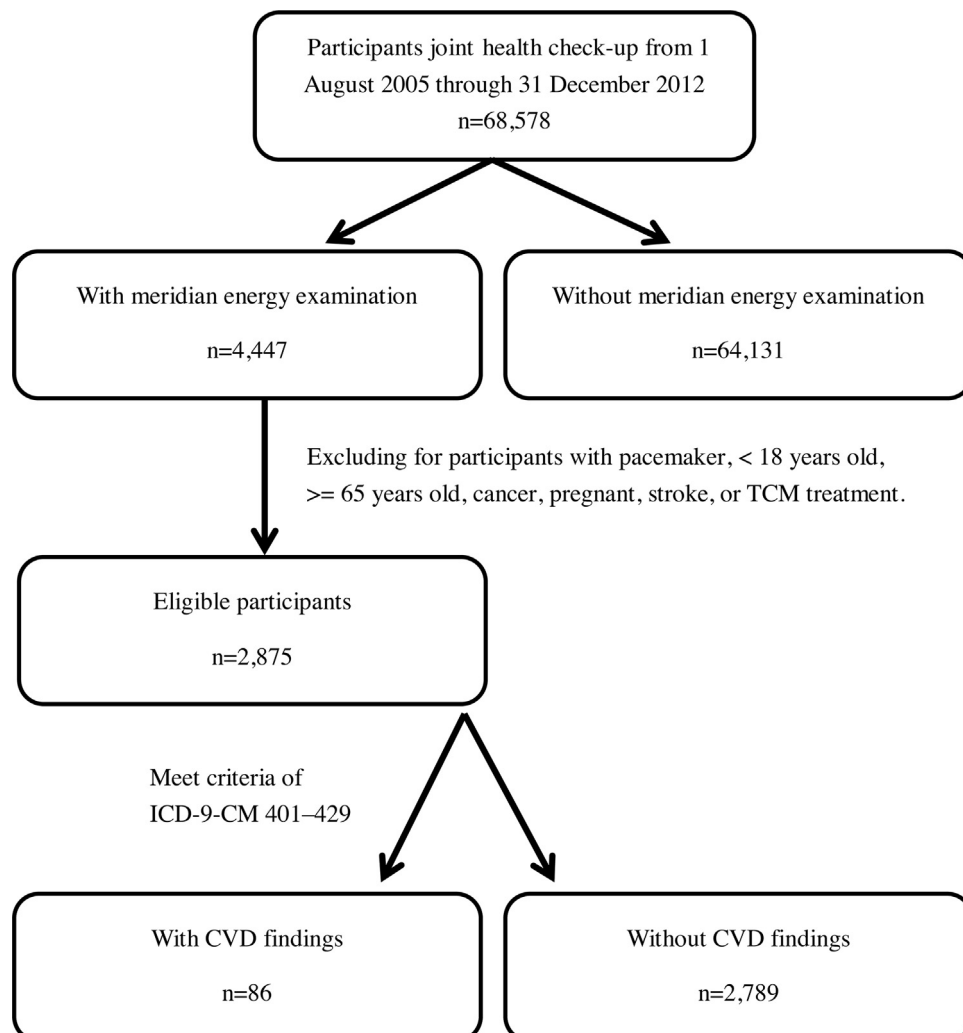 Participants joint health check-up from 1
August 2005 through 31 December 2012
n=68,578
With meridian energy examination
n=4,447
Without meridian energy examination
n=64,131
Excluding for participants with pacemaker, < 18 years old,
>= 65 years old, cancer, pregnant, stroke, or TCM treatment.
Eligible participants
n=2,875
Meet criteria of
ICD-9-CM 401–429
With CVD findings
n=86
Without CVD findings
n=2,789